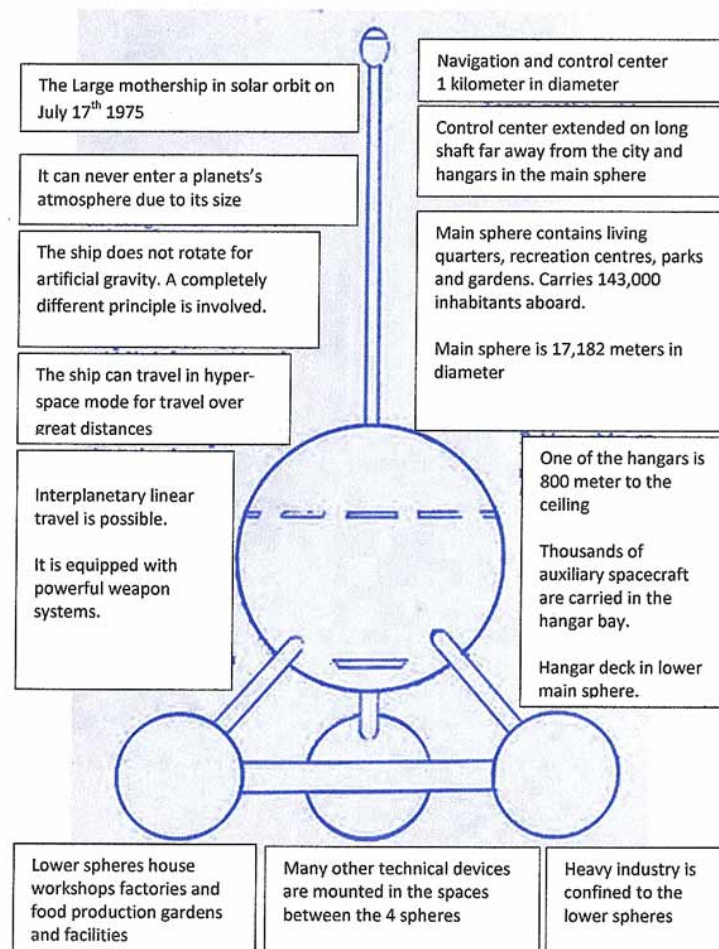 The Large mothership in solar orbit on
July 17th 1975
It can never enter a planets's
atmosphere due to its size
The ship does not rotate for
artificial gravity. A completely
different principle is involved.
The ship can travel in hyper-
space mode for travel over
great distances
Interplanetary linear
travel is possible.
It is equipped with
powerful weapon
systems.
Navigation and control center
1 kilometer in diameter
Control center extended on long
shaft far away from the city and
hangars in the main sphere
Main sphere contains living
quarters, recreation centres, parks
and gardens. Carries 143,000
inhabitants aboard.
Main sphere is 17,182 meters in
diameter
One of the hangars is
800 meter to the
ceiling
Thousands of
auxiliary spacecraft
are carried in the
hangar bay.
Hangar deck in lower
main sphere.
Lower spheres house
workshops factories and
food production gardens
and facilities
Many other technical devices
are mounted in the spaces
between the 4 spheres
Heavy industry is
confined to the
lower spheres